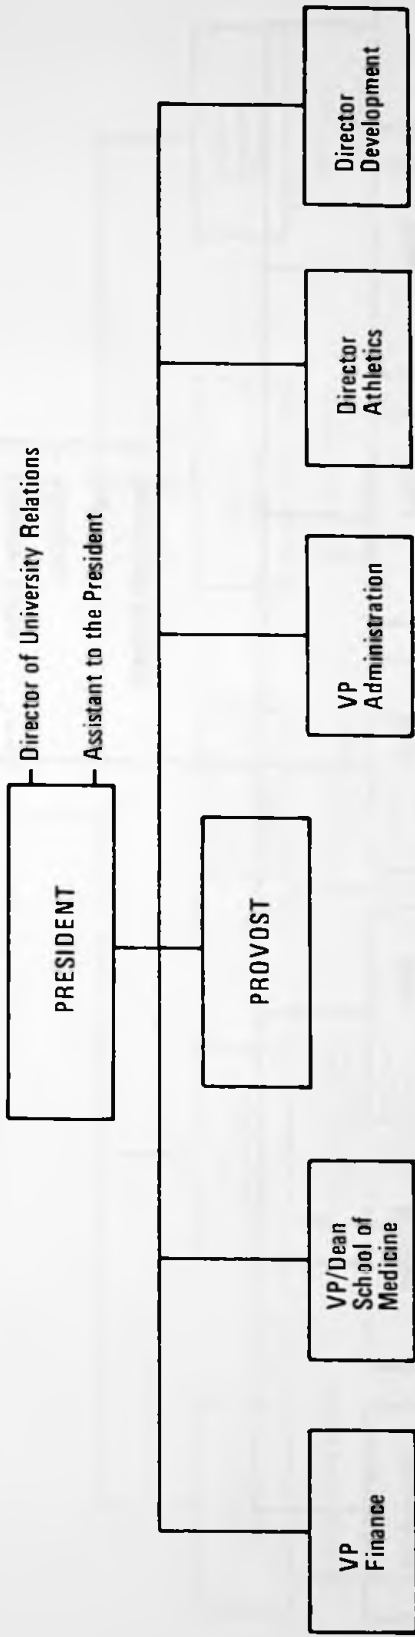 PRESIDENT
Director of University Relations
Assistant to the President
PROVOST
VP
Finance
VP/Dean
School of
Medicine
VP
Administration
Director
Athletics
Director
Development